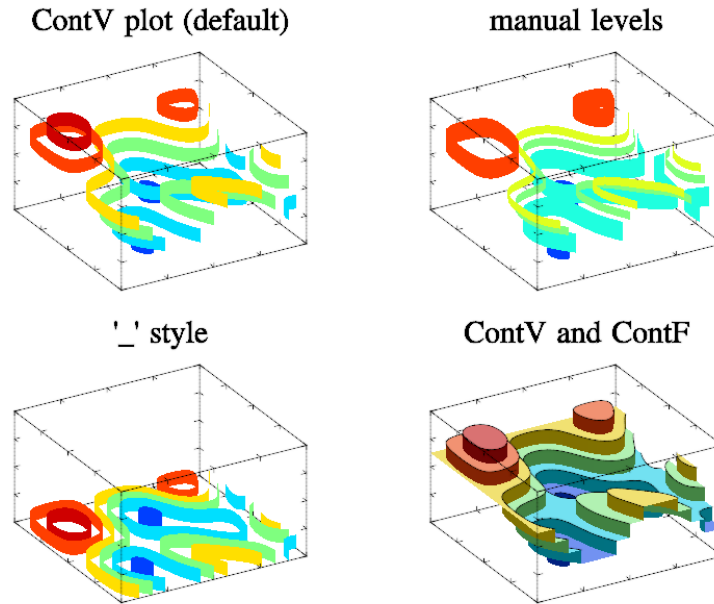 ContV plot (default)
manual levels
'_' style
ContV and ContF